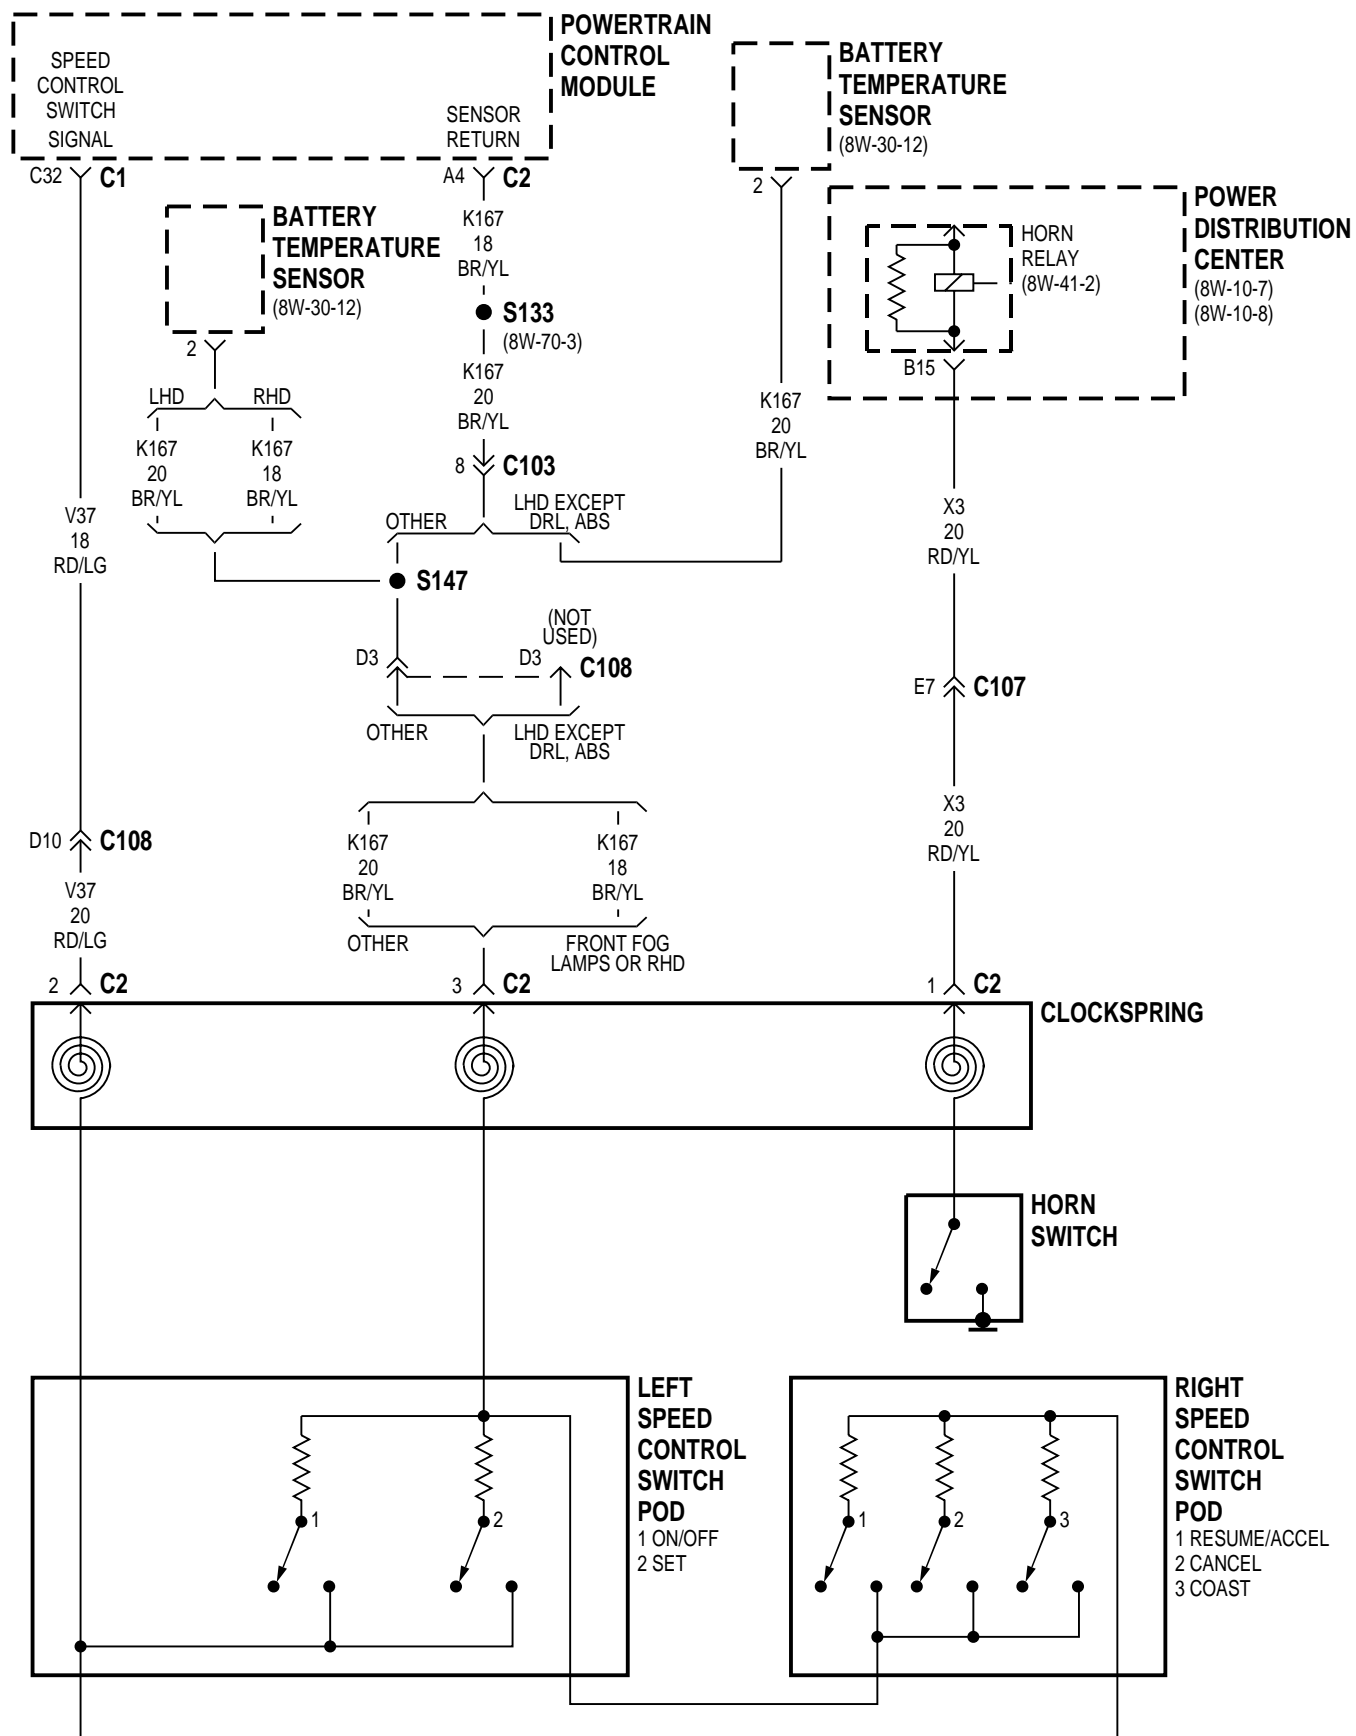 POWERTRAIN
CONTROL
MODULE
SPEED
CONTROL
SWITCH
SIGNAL
SENSOR
RETURN
BATTERY
TEMPERATURE
SENSOR
(8W-30-12)
C32 C1
A4 C2
2
K167
18
BR/YL
S133
(8W-70-3)
K167
20
BR/YL
8 C103
BATTERY
TEMPERATURE
SENSOR
(8W-30-12)
2
LHD RHD
K167
20
BR/YL
K167
18
BR/YL
POWER
DISTRIBUTION
CENTER
(8W-10-7)
(8W-10-8)
HORN
RELAY
(8W-41-2)
B15
K167
20
BR/YL
V37
18
RD/LG
OTHER
LHD EXCEPT
DRL, ABS
X3
20
RD/YL
S147
(NOT
USED)
D3 D3 C108
E7 C107
OTHER
LHD EXCEPT
DRL, ABS
X3
20
RD/YL
D10 C108
V37
20
RD/LG
K167
20
BR/YL
K167
18
BR/YL
OTHER
FRONT FOG
LAMPS OR RHD
2 C2
3 C2
1 C2
CLOCKSPRING
HORN
SWITCH
LEFT
SPEED
CONTROL
SWITCH
POD
1 ON/OFF
2 SET
1 2
RIGHT
SPEED
CONTROL
SWITCH
POD
1 RESUME/ACCEL
2 CANCEL
3 COAST
1 2 3